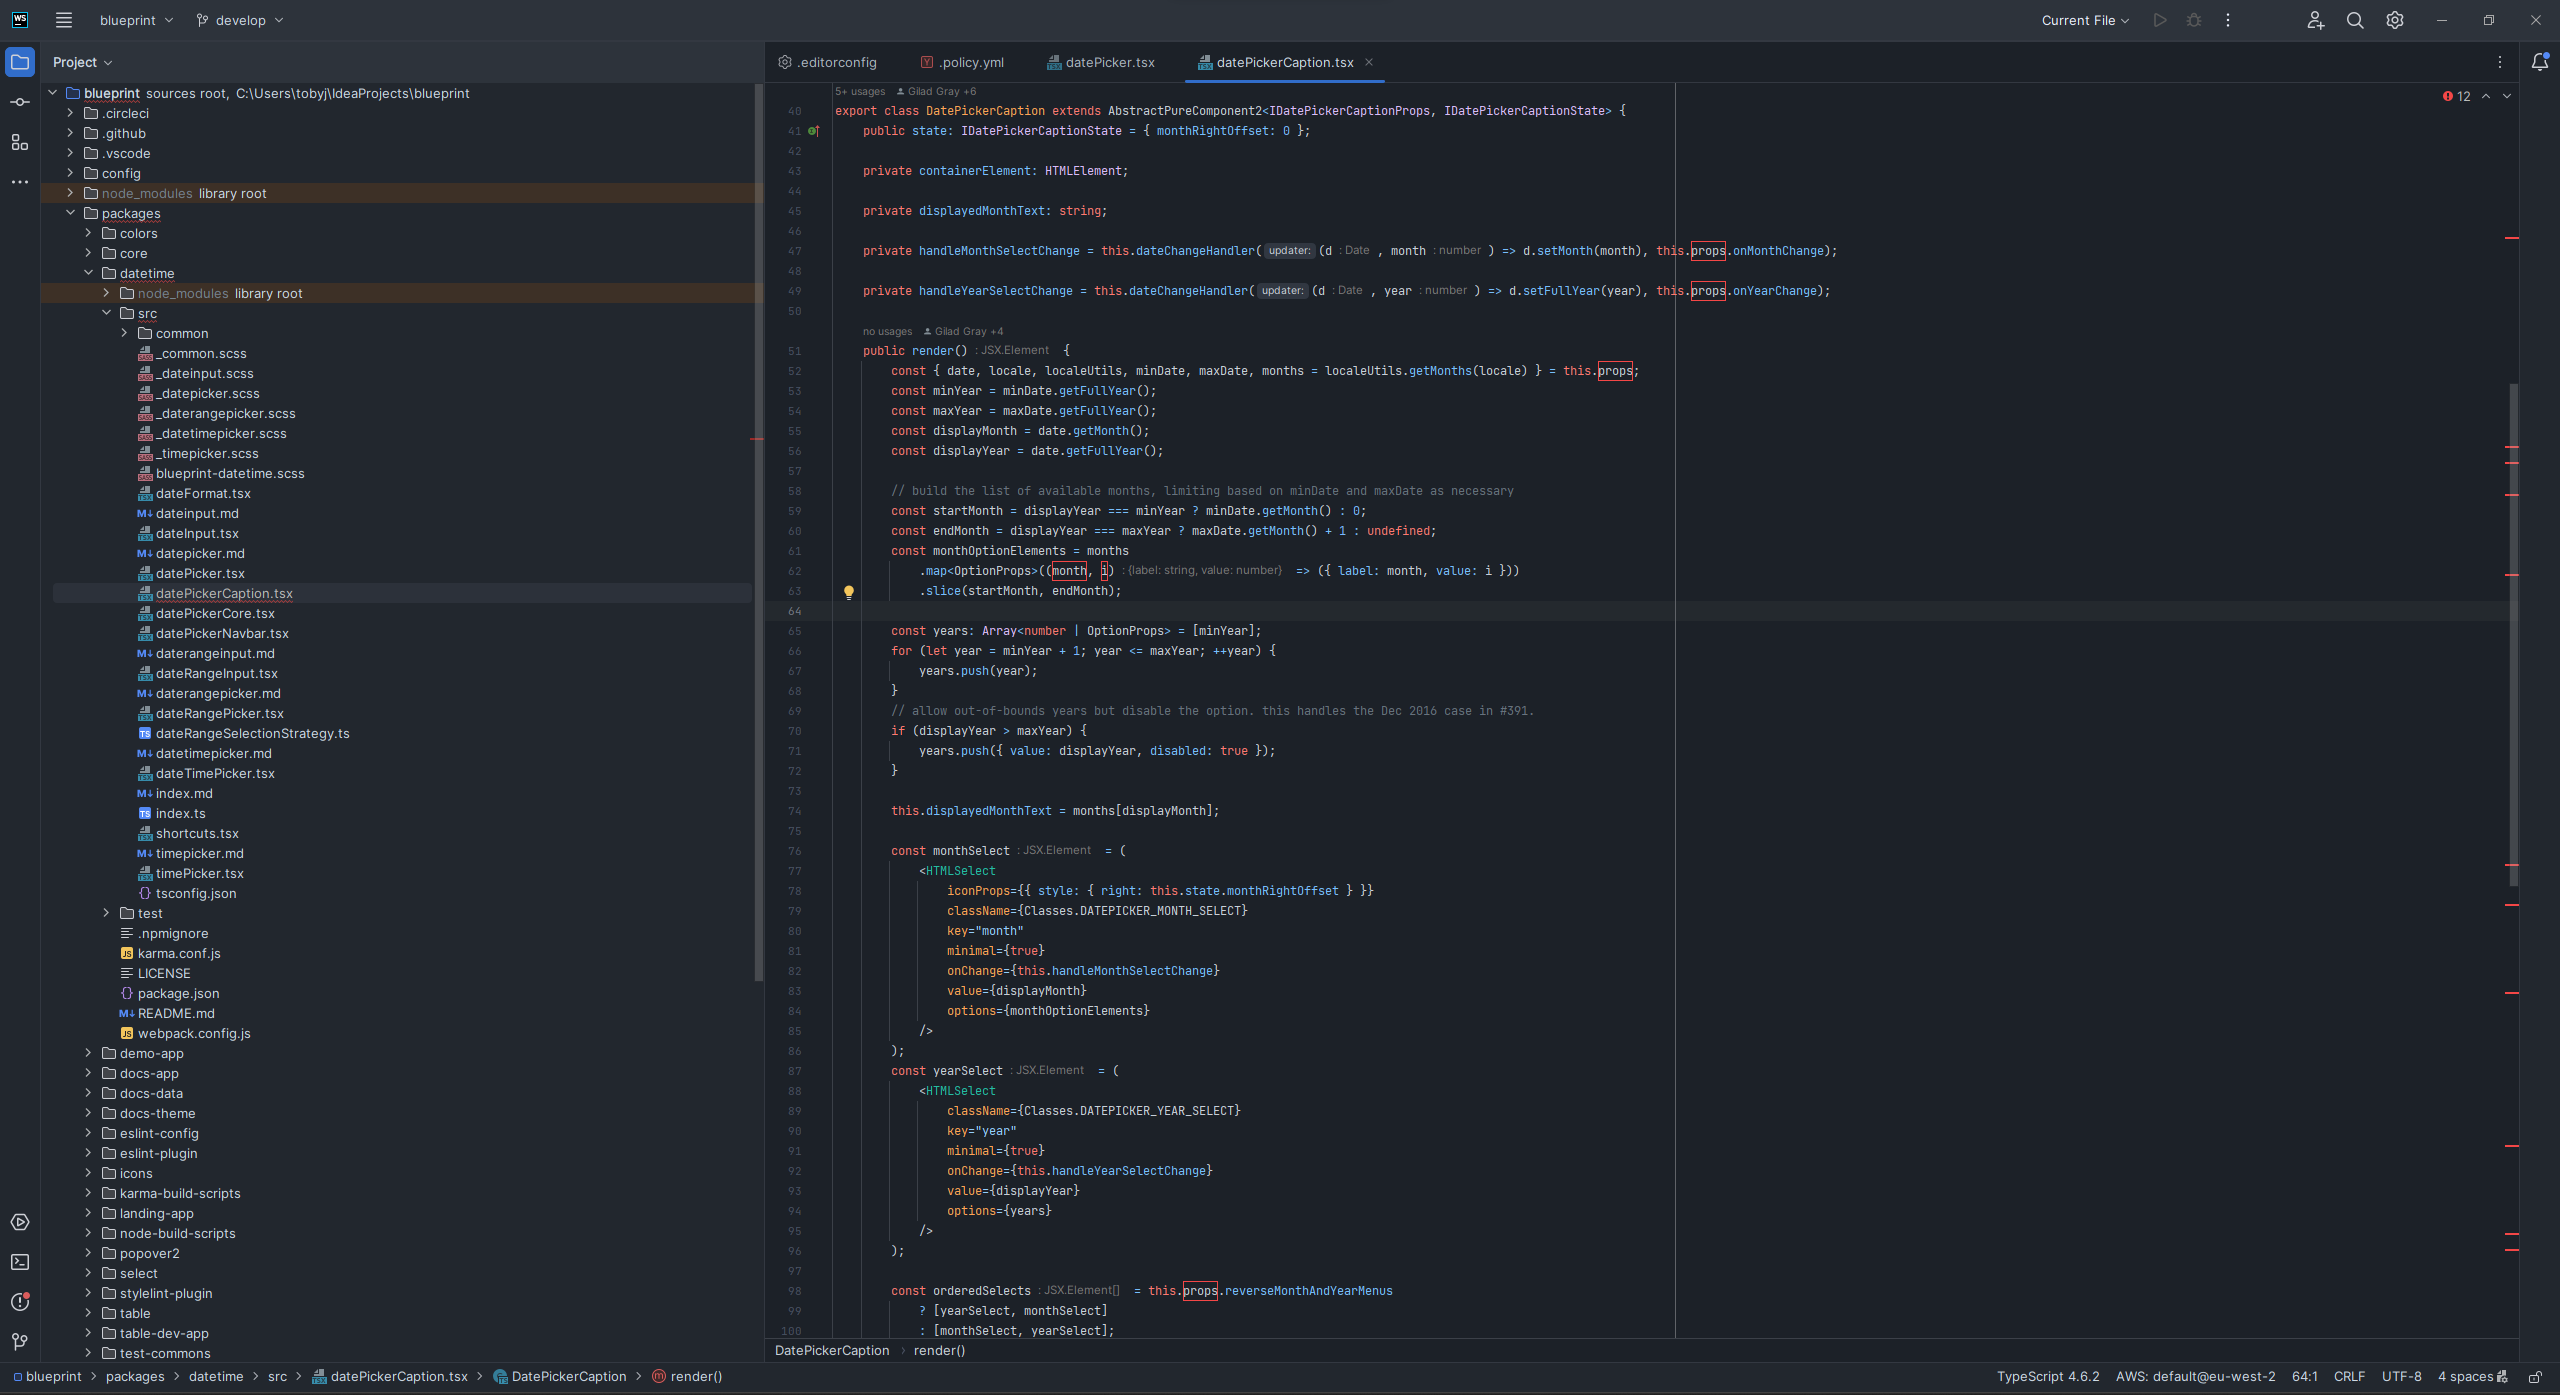 WS blueprint develop Current File
Project
.editorconfig .policy.yml datePicker.tsx datePickerCaption.tsx
blueprint sources root, C:\Users\tobyj\IdeaProjects\blueprint
.circleci
.github
.vscode
config
node_modules library root
packages
colors
core
datetime
node_modules library root
src
common
_common.scss
_dateinput.scss
_datepicker.scss
_daterangepicker.scss
_datetimepicker.scss
_timepicker.scss
blueprint-datetime.scss
dateFormat.tsx
dateinput.md
dateInput.tsx
datepicker.md
datePicker.tsx
datePickerCaption.tsx
datePickerCore.tsx
datePickerNavbar.tsx
daterangeinput.md
dateRangeInput.tsx
daterangepicker.md
dateRangePicker.tsx
dateRangeSelectionStrategy.ts
datetimepicker.md
dateTimePicker.tsx
index.md
index.ts
shortcuts.tsx
timepicker.md
timePicker.tsx
tsconfig.json
test
.npmignore
karma.conf.js
LICENSE
package.json
README.md
webpack.config.js
demo-app
docs-app
docs-data
docs-theme
eslint-config
eslint-plugin
icons
karma-build-scripts
landing-app
node-build-scripts
popover2
select
stylelint-plugin
table
table-dev-app
test-commons
5+ usages Gilad Gray +6
12
40 export class DatePickerCaption extends AbstractPureComponent2<IDatePickerCaptionProps, IDatePickerCaptionState> {
41 public state: IDatePickerCaptionState = { monthRightOffset: 0 };
42
43 private containerElement: HTMLElement;
44
45 private displayedMonthText: string;
46
47 private handleMonthSelectChange = this.dateChangeHandler( updater: (d : Date , month : number ) => d.setMonth(month), this.props.onMonthChange);
48
49 private handleYearSelectChange = this.dateChangeHandler( updater: (d : Date , year : number ) => d.setFullYear(year), this.props.onYearChange);
50
no usages Gilad Gray +4
51 public render() : JSX.Element {
52 const { date, locale, localeUtils, minDate, maxDate, months = localeUtils.getMonths(locale) } = this.props;
53 const minYear = minDate.getFullYear();
54 const maxYear = maxDate.getFullYear();
55 const displayMonth = date.getMonth();
56 const displayYear = date.getFullYear();
57
58 // build the list of available months, limiting based on minDate and maxDate as necessary
59 const startMonth = displayYear === minYear ? minDate.getMonth() : 0;
60 const endMonth = displayYear === maxYear ? maxDate.getMonth() + 1 : undefined;
61 const monthOptionElements = months
62 .map<OptionProps>((month, i) : {label: string, value: number} => ({ label: month, value: i }))
63 .slice(startMonth, endMonth);
64
65 const years: Array<number | OptionProps> = [minYear];
66 for (let year = minYear + 1; year <= maxYear; ++year) {
67 years.push(year);
68 }
69 // allow out-of-bounds years but disable the option. this handles the Dec 2016 case in #391.
70 if (displayYear > maxYear) {
71 years.push({ value: displayYear, disabled: true });
72 }
73
74 this.displayedMonthText = months[displayMonth];
75
76 const monthSelect : JSX.Element = (
77 <HTMLSelect
78 iconProps={{ style: { right: this.state.monthRightOffset } }}
79 className={Classes.DATEPICKER_MONTH_SELECT}
80 key="month"
81 minimal={true}
82 onChange={this.handleMonthSelectChange}
83 value={displayMonth}
84 options={monthOptionElements}
85 />
86 );
87 const yearSelect : JSX.Element = (
88 <HTMLSelect
89 className={Classes.DATEPICKER_YEAR_SELECT}
90 key="year"
91 minimal={true}
92 onChange={this.handleYearSelectChange}
93 value={displayYear}
94 options={years}
95 />
96 );
97
98 const orderedSelects : JSX.Element[] = this.props.reverseMonthAndYearMenus
99 ? [yearSelect, monthSelect]
100 : [monthSelect, yearSelect];
DatePickerCaption render()
blueprint packages datetime src datePickerCaption.tsx DatePickerCaption render() TypeScript 4.6.2 AWS: default@eu-west-2 64:1 CRLF UTF-8 4 spaces